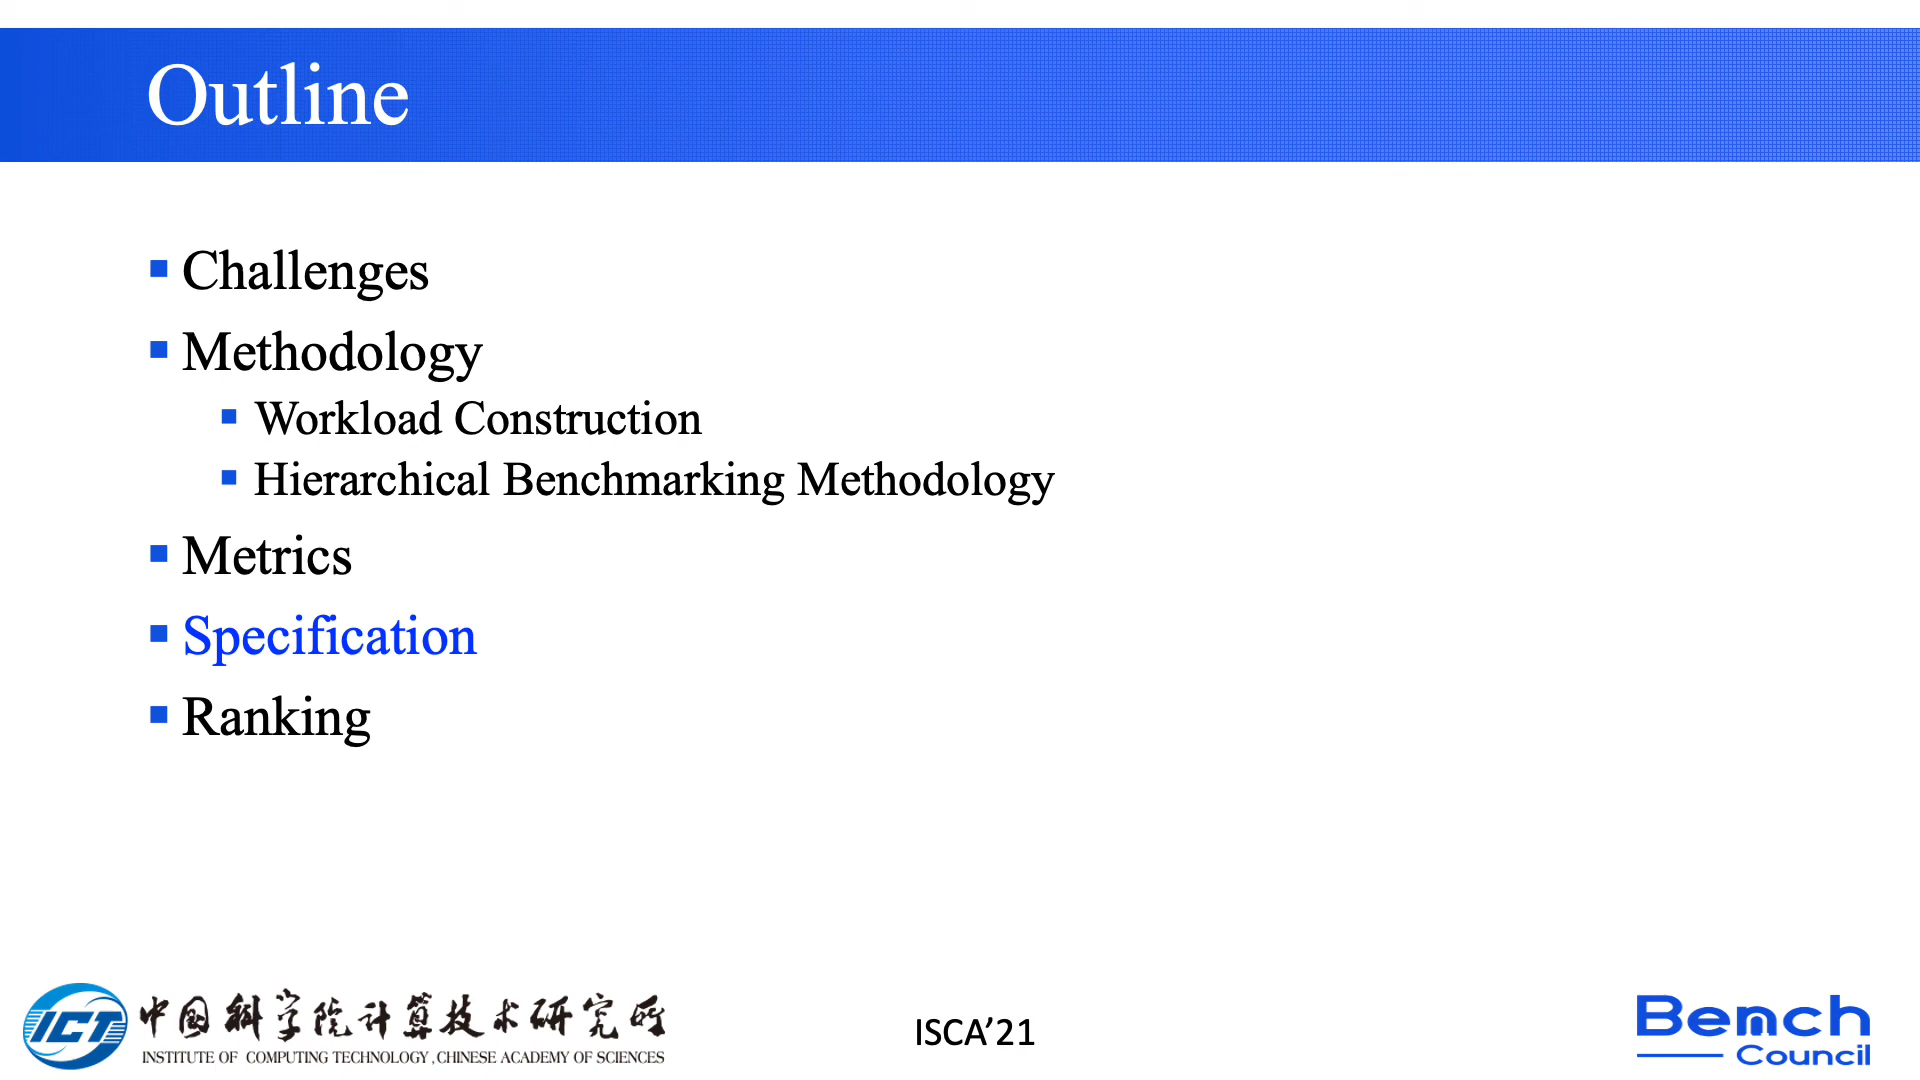 Outline
Challenges
Methodology
Workload Construction
Hierarchical Benchmarking Methodology
Metrics
Specification
Ranking
ICT
中国科学院计算技术研究所
INSTITUTE OF COMPUTING TECHNOLOGY, CHINESE ACADEMY OF SCIENCES
ISCA’21
Bench
Council